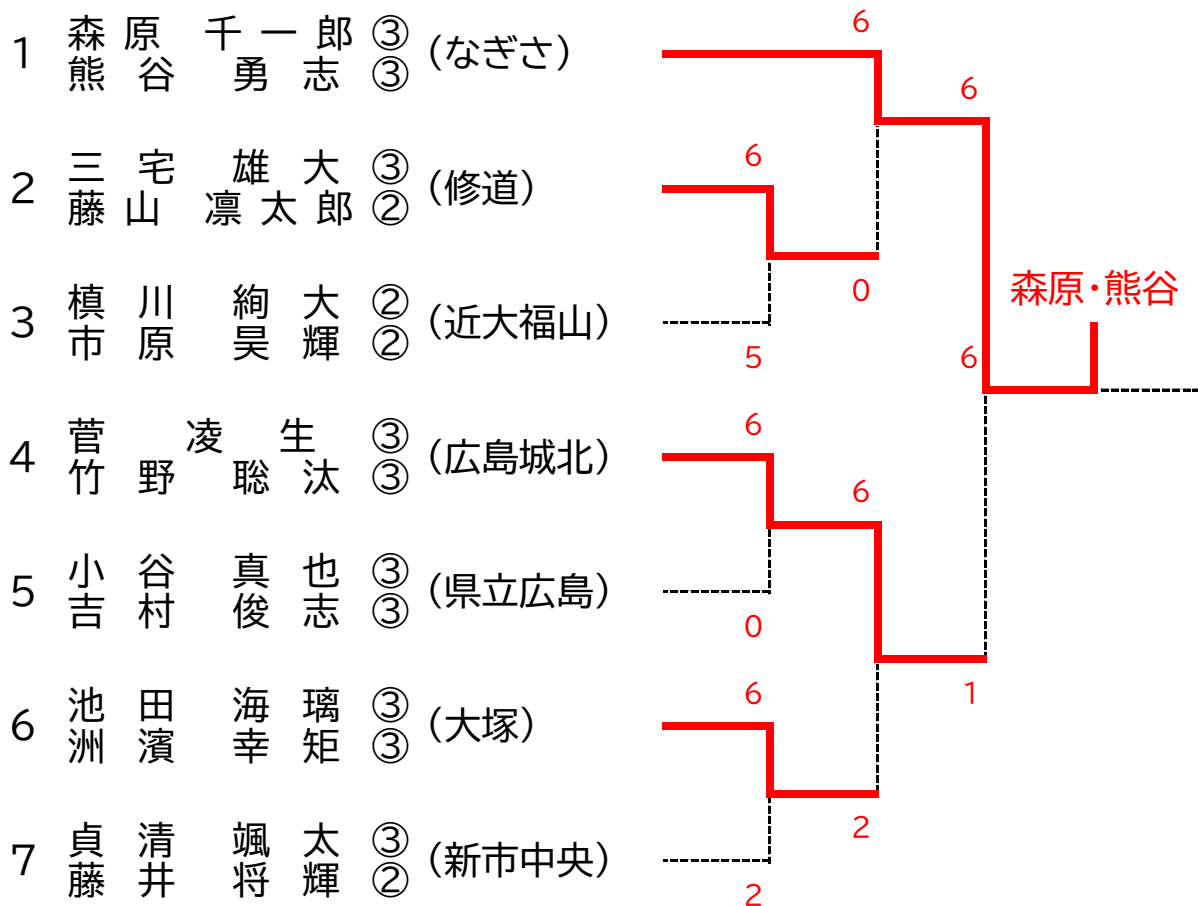 1 森原 千一郎 ③ (なぎさ)
熊谷 勇志 ③
6
6
2 三宅 雄大 ③ (修道)
藤山 凛太郎 ②
6
0
森原・熊谷
3 槙川 絢大 ② (近大福山)
市原 昊輝 ②
5
6
4 菅 凌生 ③ (広島城北)
竹野 聡汰 ③
6
6
5 小谷 真也 ③ (県立広島)
吉村 俊志 ③
0
6 池田 海璃 ③ (大塚)
洲濱 幸矩 ③
6
1
2
7 貞清 颯太 ③ (新市中央)
藤井 将輝 ②
2